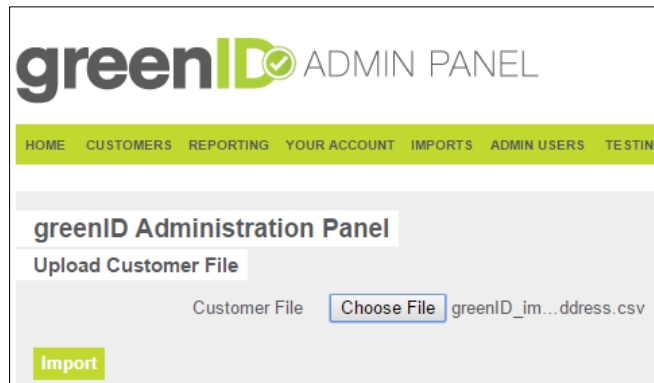 greenID ADMIN PANEL
HOME CUSTOMERS REPORTING YOUR ACCOUNT IMPORTS ADMIN USERS TESTIN
greenID Administration Panel
Upload Customer File
Customer File Choose File greenID_im...ddress.csv
Import